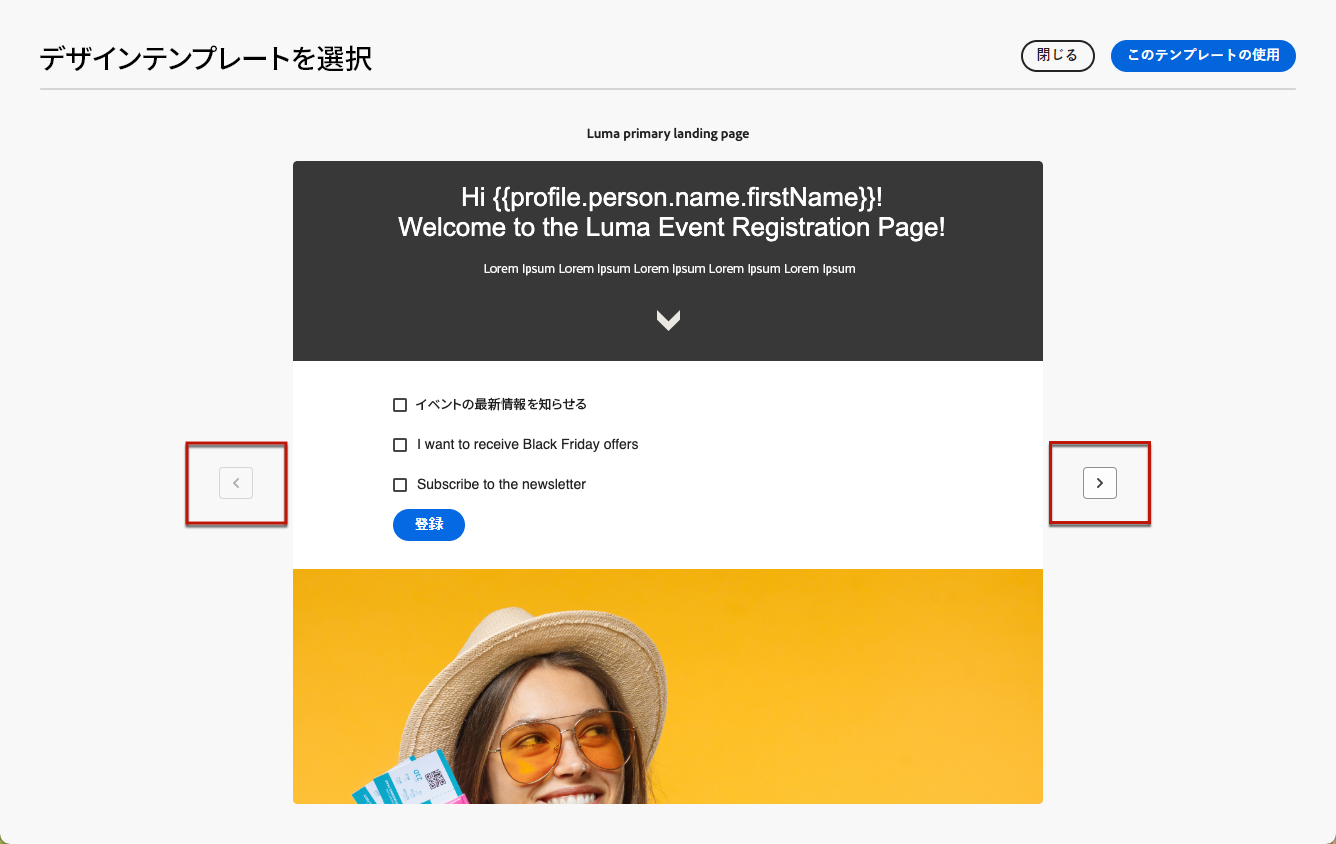 デザインテンプレートを選択
閉じる
このテンプレートの使用
Luma primary landing page
Hi {{profile.person.name.firstName}}!
Welcome to the Luma Event Registration Page!
Lorem Ipsum Lorem Ipsum Lorem Ipsum Lorem Ipsum Lorem Ipsum
イベントの最新情報を知らせる
I want to receive Black Friday offers
Subscribe to the newsletter
登録